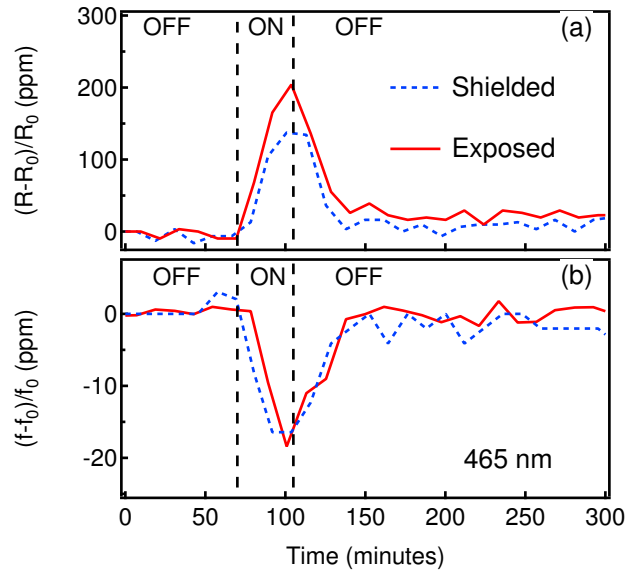 300
200
100
0
(R-R₀)/R₀ (ppm)
OFF
ON
OFF
(a)
Shielded
Exposed
OFF
ON
OFF
(b)
0
-10
-20
(f-f₀)/f₀ (ppm)
465 nm
0 50 100 150 200 250 300
Time (minutes)